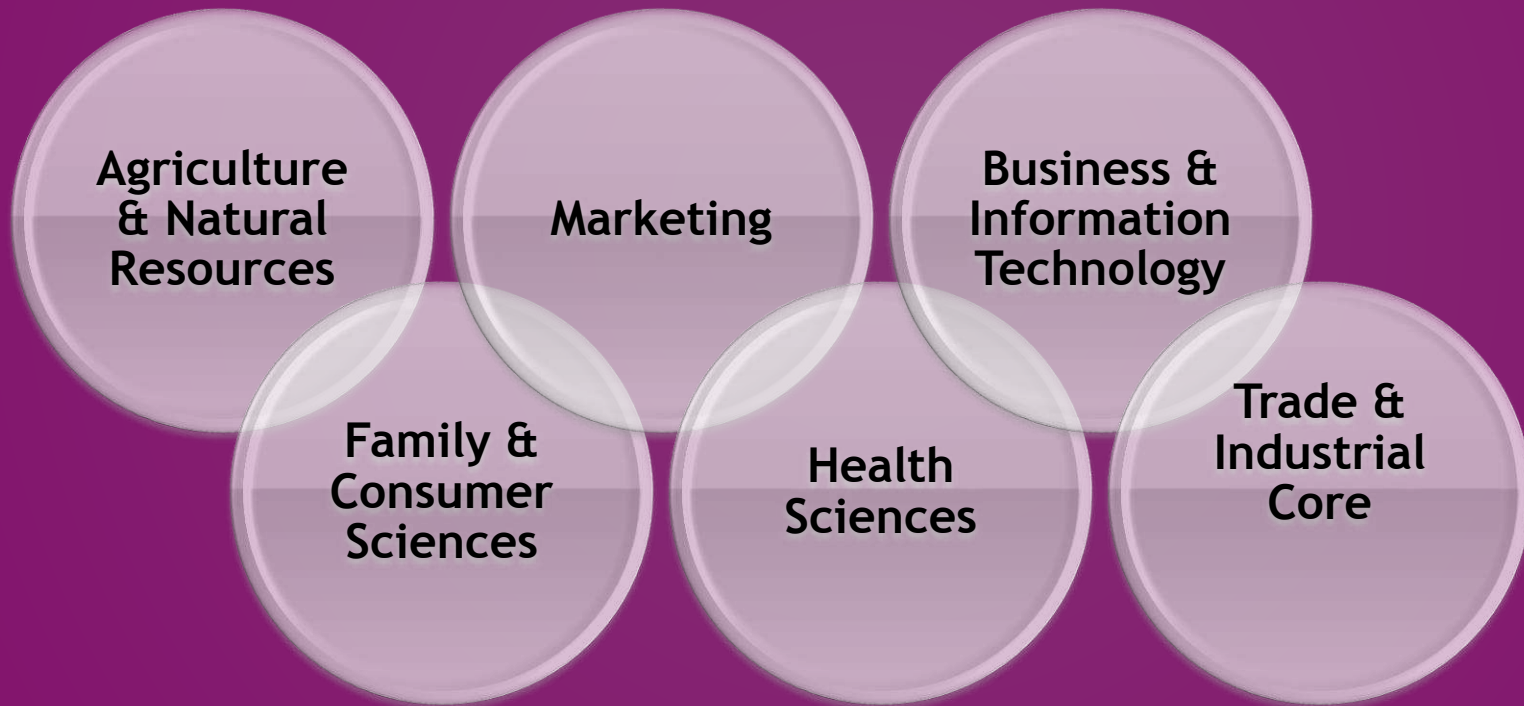 Agriculture
& Natural
Resources
Marketing
Business &
Information
Technology
Family &
Consumer
Sciences
Health
Sciences
Trade &
Industrial
Core